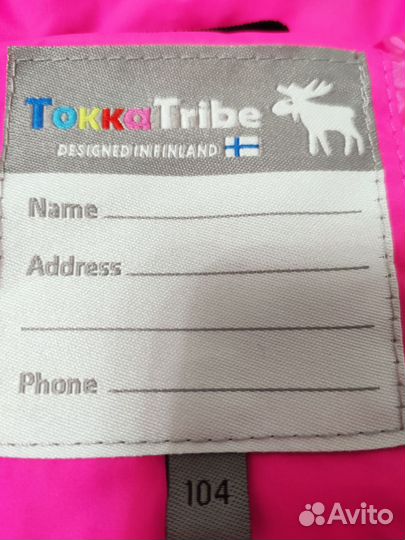 TOKKATribe
DESIGNED IN FINLAND
Name
Address
Phone
104
Avito